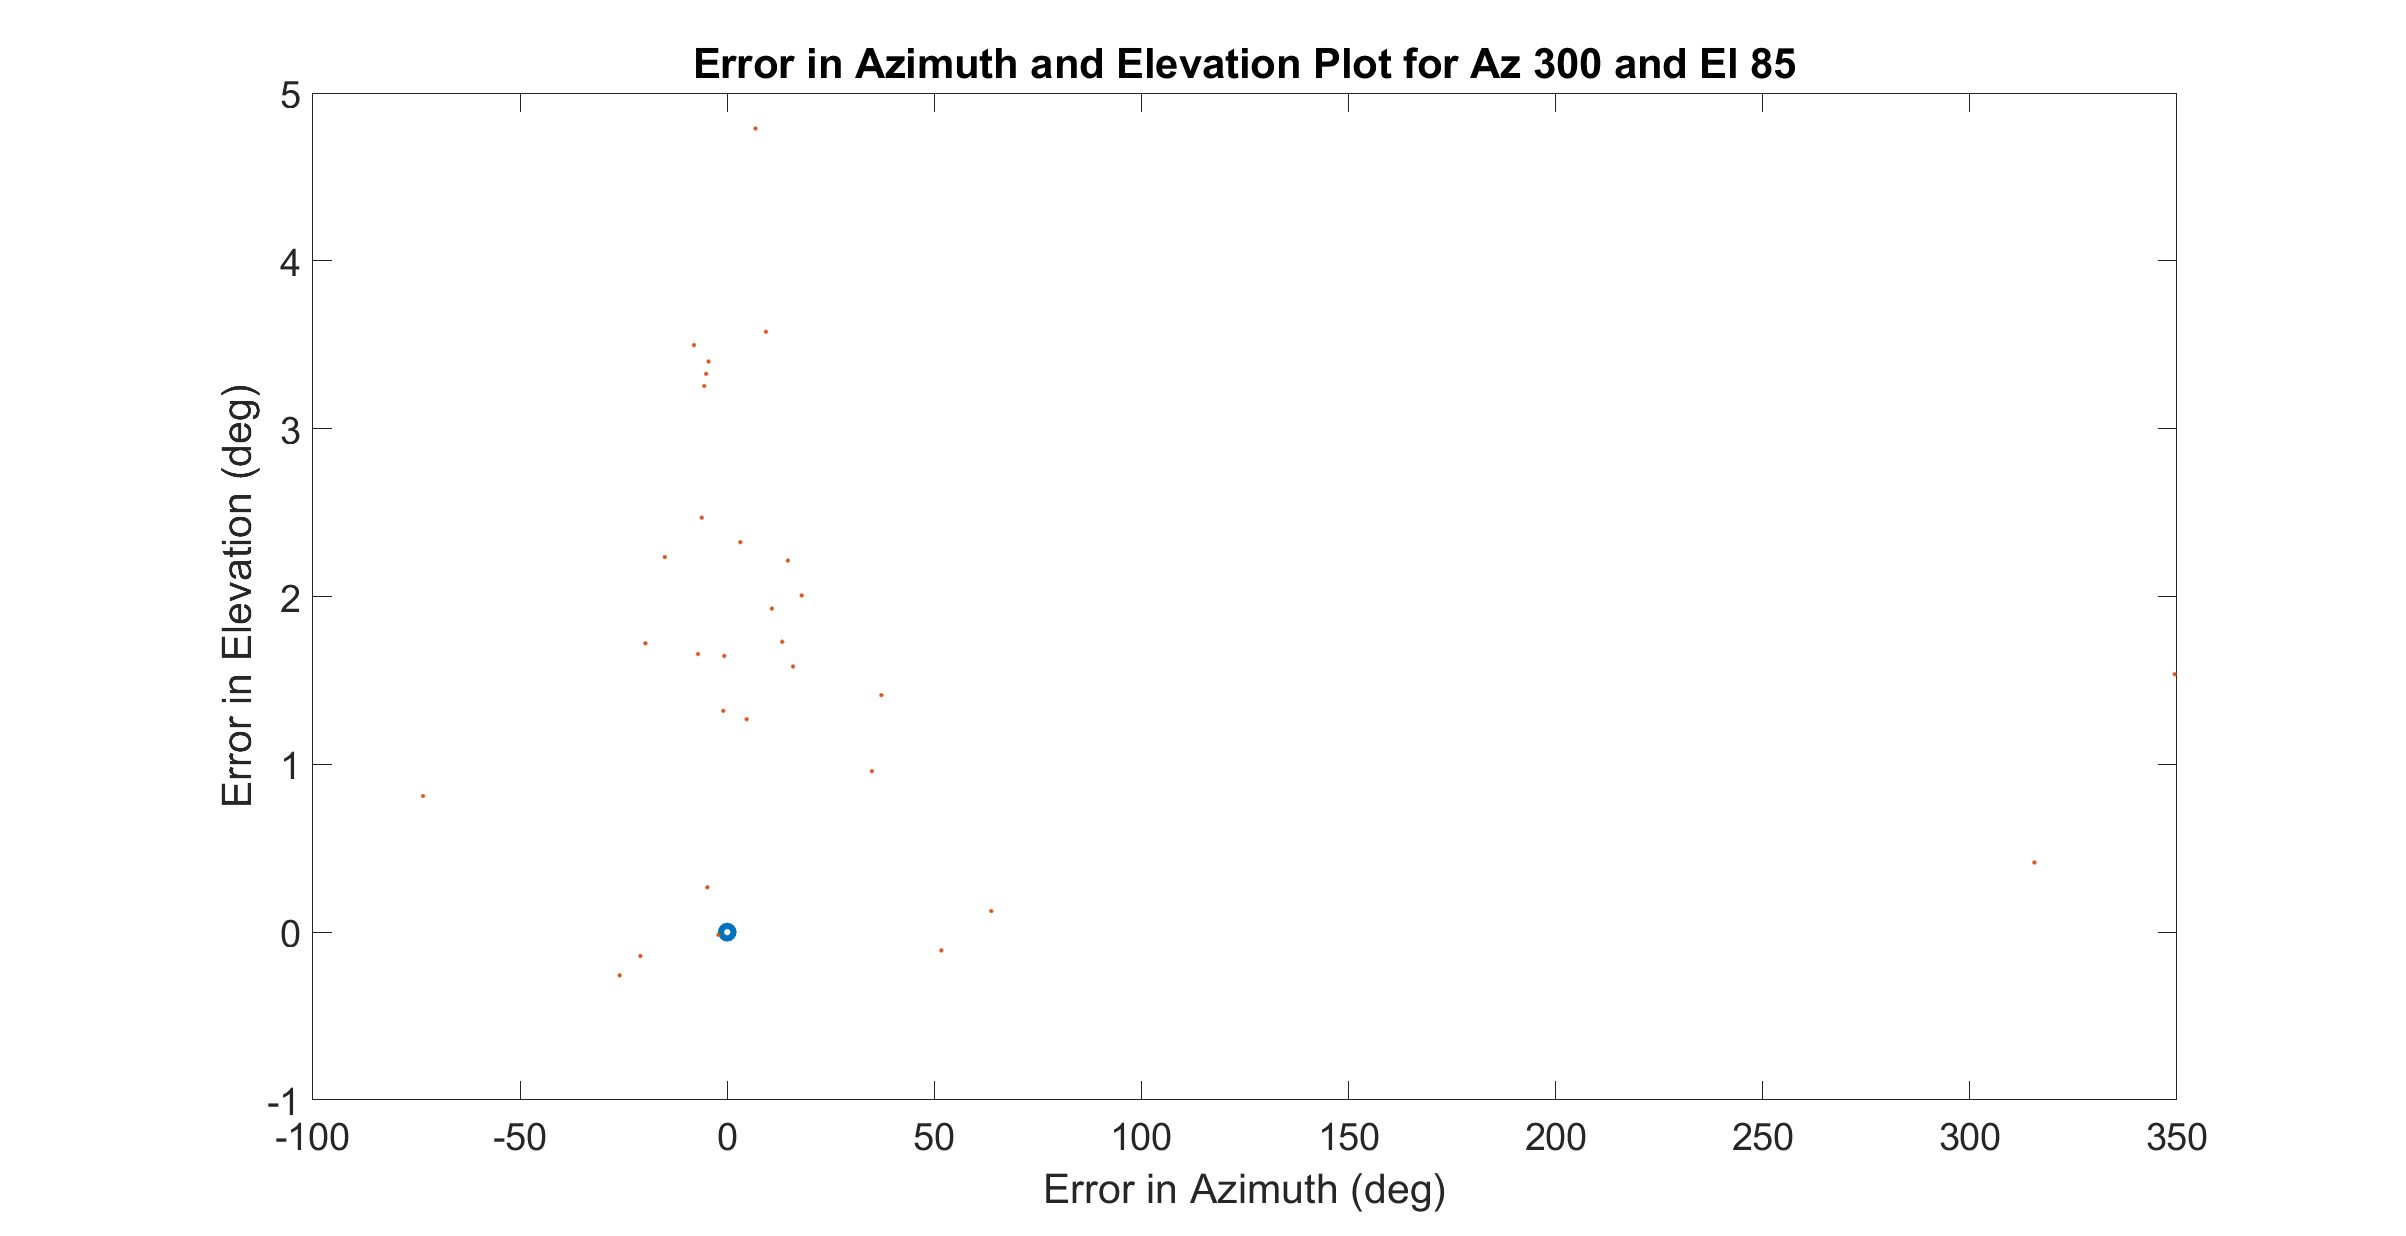 Error in Azimuth and Elevation Plot for Az 300 and El 85
5
4
3
2
1
0
-1
Error in Elevation (deg)
-100 -50 0 50 100 150 200 250 300 350
Error in Azimuth (deg)